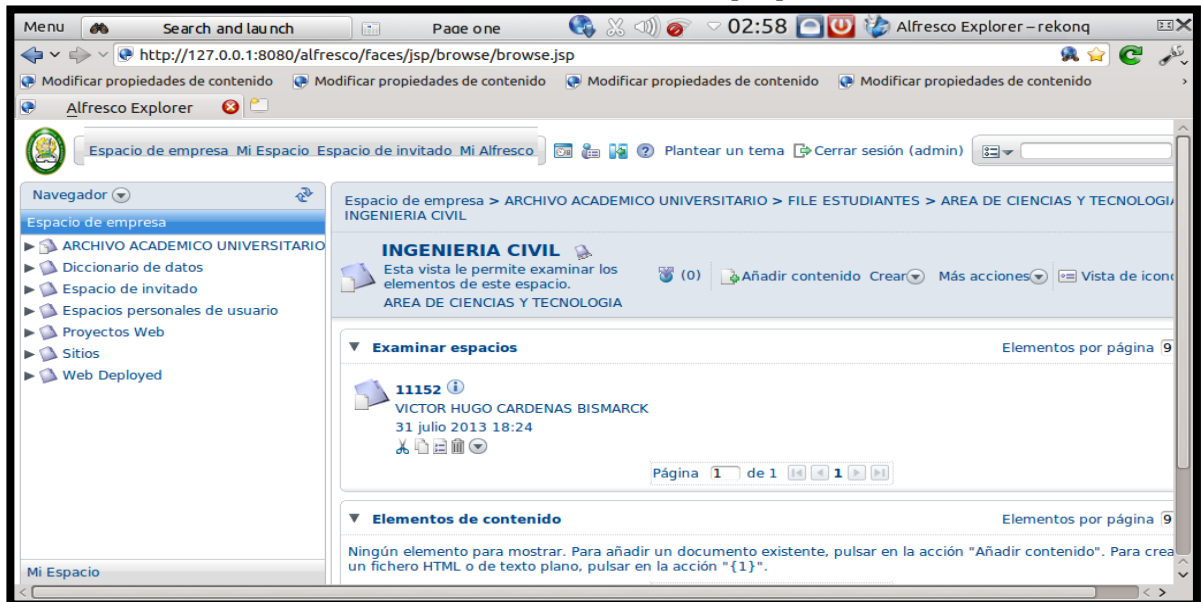 Menu Search and launch Page one 02:58 Alfresco Explorer – rekonq
http://127.0.0.1:8080/alfresco/faces/jsp/browse/browse.jsp
Modificar propiedades de contenido Modificar propiedades de contenido Modificar propiedades de contenido Modificar propiedades de contenido
Alfresco Explorer
Espacio de empresa Mi Espacio Espacio de invitado Mi Alfresco Plantear un tema Cerrar sesión (admin)
Navegador
Espacio de empresa
ARCHIVO ACADEMICO UNIVERSITARIO
Diccionario de datos
Espacio de invitado
Espacios personales de usuario
Proyectos Web
Sitios
Web Deployed
Mi Espacio
Espacio de empresa > ARCHIVO ACADEMICO UNIVERSITARIO > FILE ESTUDIANTES > AREA DE CIENCIAS Y TECNOLOGI
INGENIERIA CIVIL
INGENIERIA CIVIL
Esta vista le permite examinar los
elementos de este espacio.
AREA DE CIENCIAS Y TECNOLOGIA
(0) Añadir contenido Crear Más acciones Vista de icon
Examinar espacios Elementos por página 9
11152
VICTOR HUGO CARDENAS BISMARCK
31 julio 2013 18:24
Página 1 de 1 1
Elementos de contenido Elementos por página 9
Ningún elemento para mostrar. Para añadir un documento existente, pulsar en la acción "Añadir contenido". Para crea
un fichero HTML o de texto plano, pulsar en la acción "{1}".